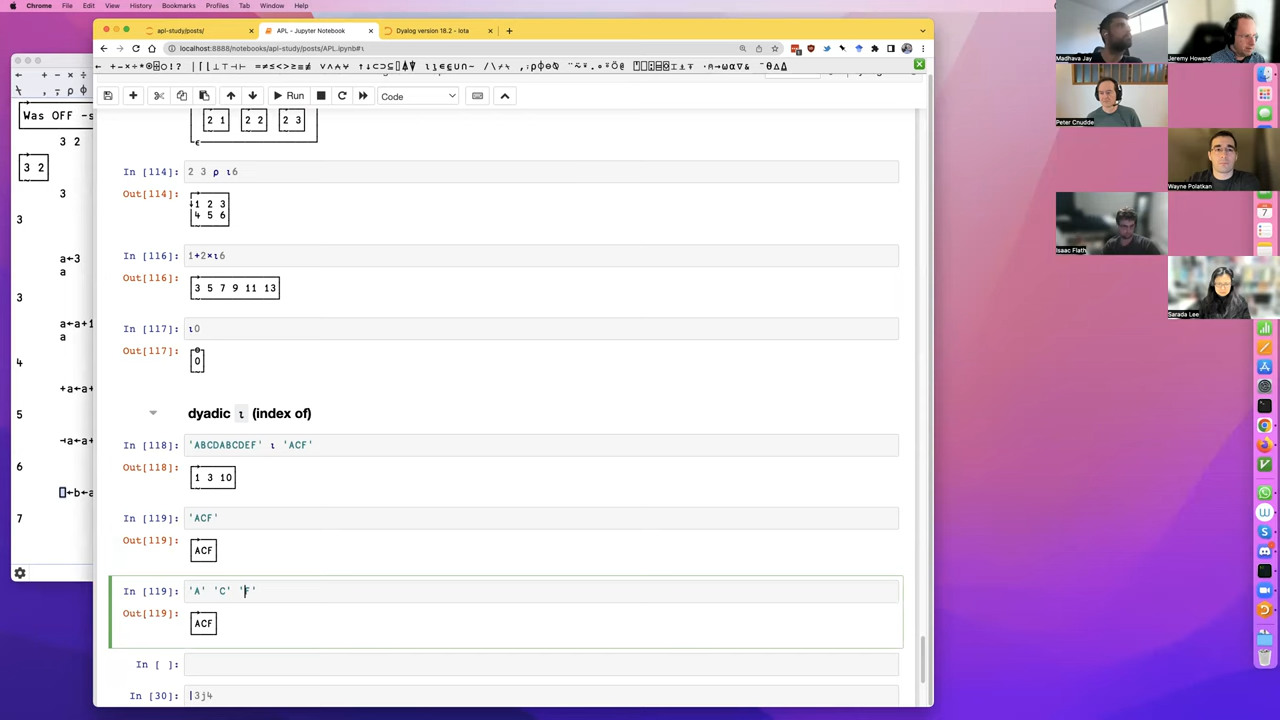 Chrome File Edit View History Bookmarks Profiles Tab Window Help
apl-study/posts/
APL - Jupyter Notebook
Dyalog version 18.2 - Iota
localhost:8888/notebooks/apl-study/posts/APL.ipynb#⍳
Run
Code
2 1 2 2 2 3
In [114]: 2 3 ⍴ ⍳6
Out[114]:
1 2 3
4 5 6
In [116]: 1+2×⍳6
Out[116]: 3 5 7 9 11 13
In [117]: ⍳0
Out[117]: 0
dyadic ⍳ (index of)
In [118]: 'ABCDABCDEF' ⍳ 'ACF'
Out[118]: 1 3 10
In [119]: 'ACF'
Out[119]: ACF
In [119]: 'A' 'C' 'F'
Out[119]: ACF
In [ ]:
In [30]: |3j4
Was OFF -s
3 2
3 2
3
3
a←3
a
3
a←a+1
a
4
+a←a+
5
⊣a←a+
6
⎕←b←a
7
Madhava Jay
Jeremy Howard
Peter Cnudde
Wayne Polatkan
Isaac Flath
Sarada Lee
7